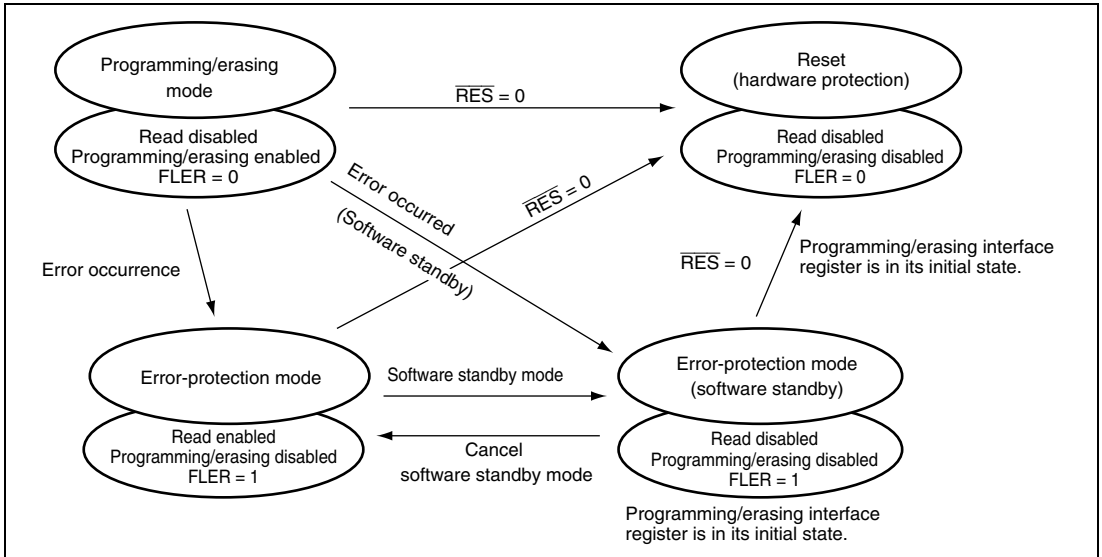 Programming/erasing
mode
Read disabled
Programming/erasing enabled
FLER = 0
R̅E̅S̅ = 0
Reset
(hardware protection)
Read disabled
Programming/erasing disabled
FLER = 0
Error occurred
(Software standby)
R̅E̅S̅ = 0
Error occurrence
R̅E̅S̅ = 0
Programming/erasing interface
register is in its initial state.
Error-protection mode
Read enabled
Programming/erasing disabled
FLER = 1
Software standby mode
Cancel
software standby mode
Error-protection mode
(software standby)
Read disabled
Programming/erasing disabled
FLER = 1
Programming/erasing interface
register is in its initial state.